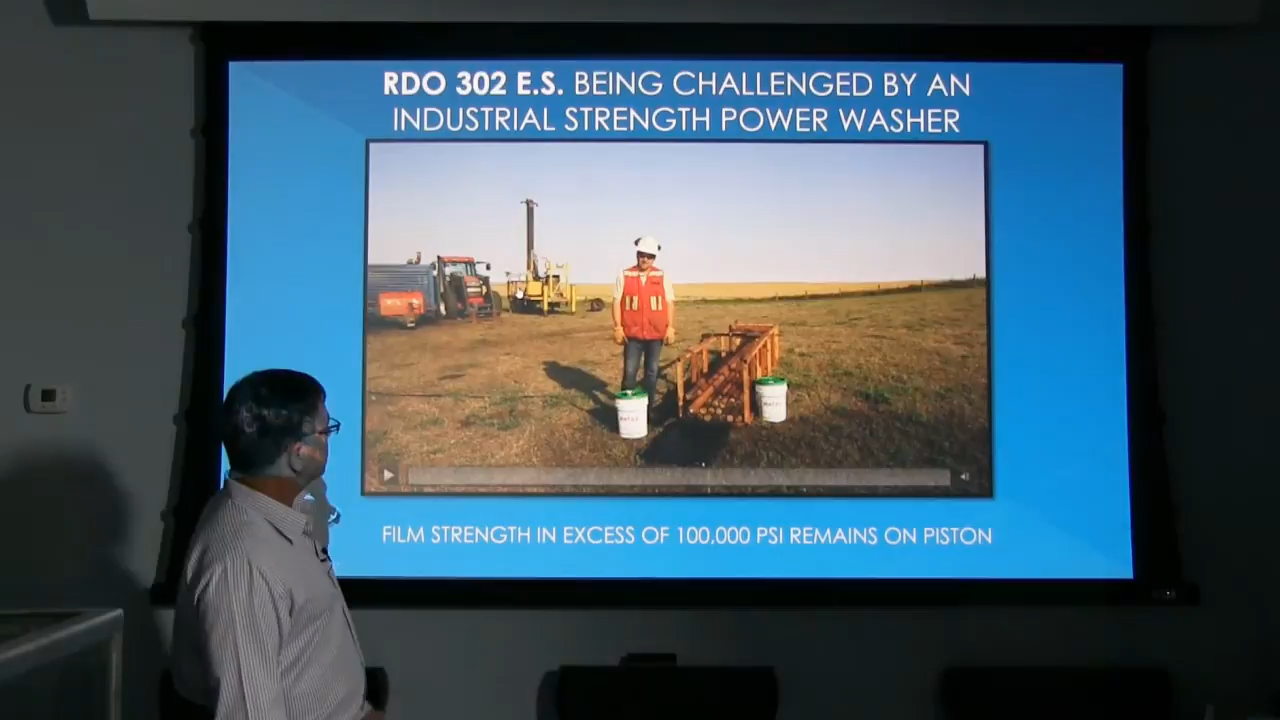 RDO 302 E.S. BEING CHALLENGED BY AN
INDUSTRIAL STRENGTH POWER WASHER
FILM STRENGTH IN EXCESS OF 100,000 PSI REMAINS ON PISTON